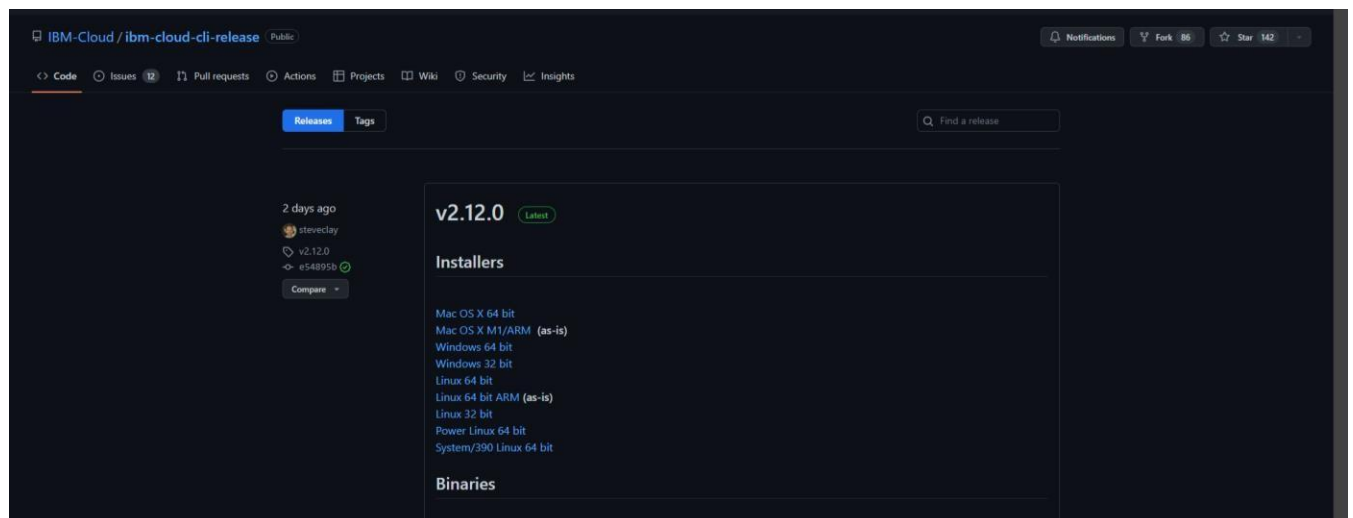 IBM-Cloud / ibm-cloud-cli-release Public Notifications Fork 86 Star 142
Code Issues 12 Pull requests Actions Projects Wiki Security Insights
Releases Tags Find a release
2 days ago
steveclay
v2.12.0
e54895b
Compare
v2.12.0 Latest
Installers
Mac OS X 64 bit
Mac OS X M1/ARM (as-is)
Windows 64 bit
Windows 32 bit
Linux 64 bit
Linux 64 bit ARM (as-is)
Linux 32 bit
Power Linux 64 bit
System/390 Linux 64 bit
Binaries